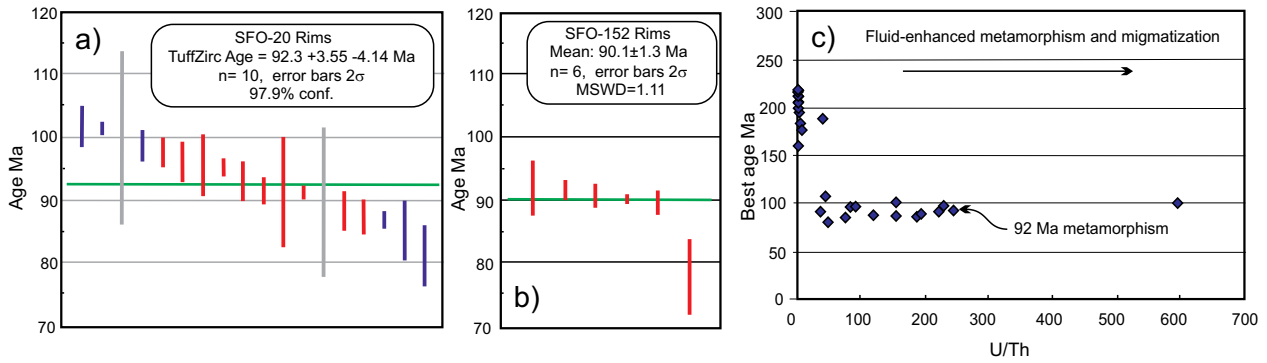 a)
SFO-20 Rims
TuffZirc Age = 92.3 +3.55 -4.14 Ma
n= 10, error bars 2σ
97.9% conf.
Age Ma
120
110
100
90
80
70
SFO-152 Rims
Mean: 90.1±1.3 Ma
n= 6, error bars 2σ
MSWD=1.11
b)
Age Ma
120
110
100
90
80
70
c)
Fluid-enhanced metamorphism and migmatization
92 Ma metamorphism
Best age Ma
300
250
200
150
100
50
0
0 100 200 300 400 500 600 700
U/Th